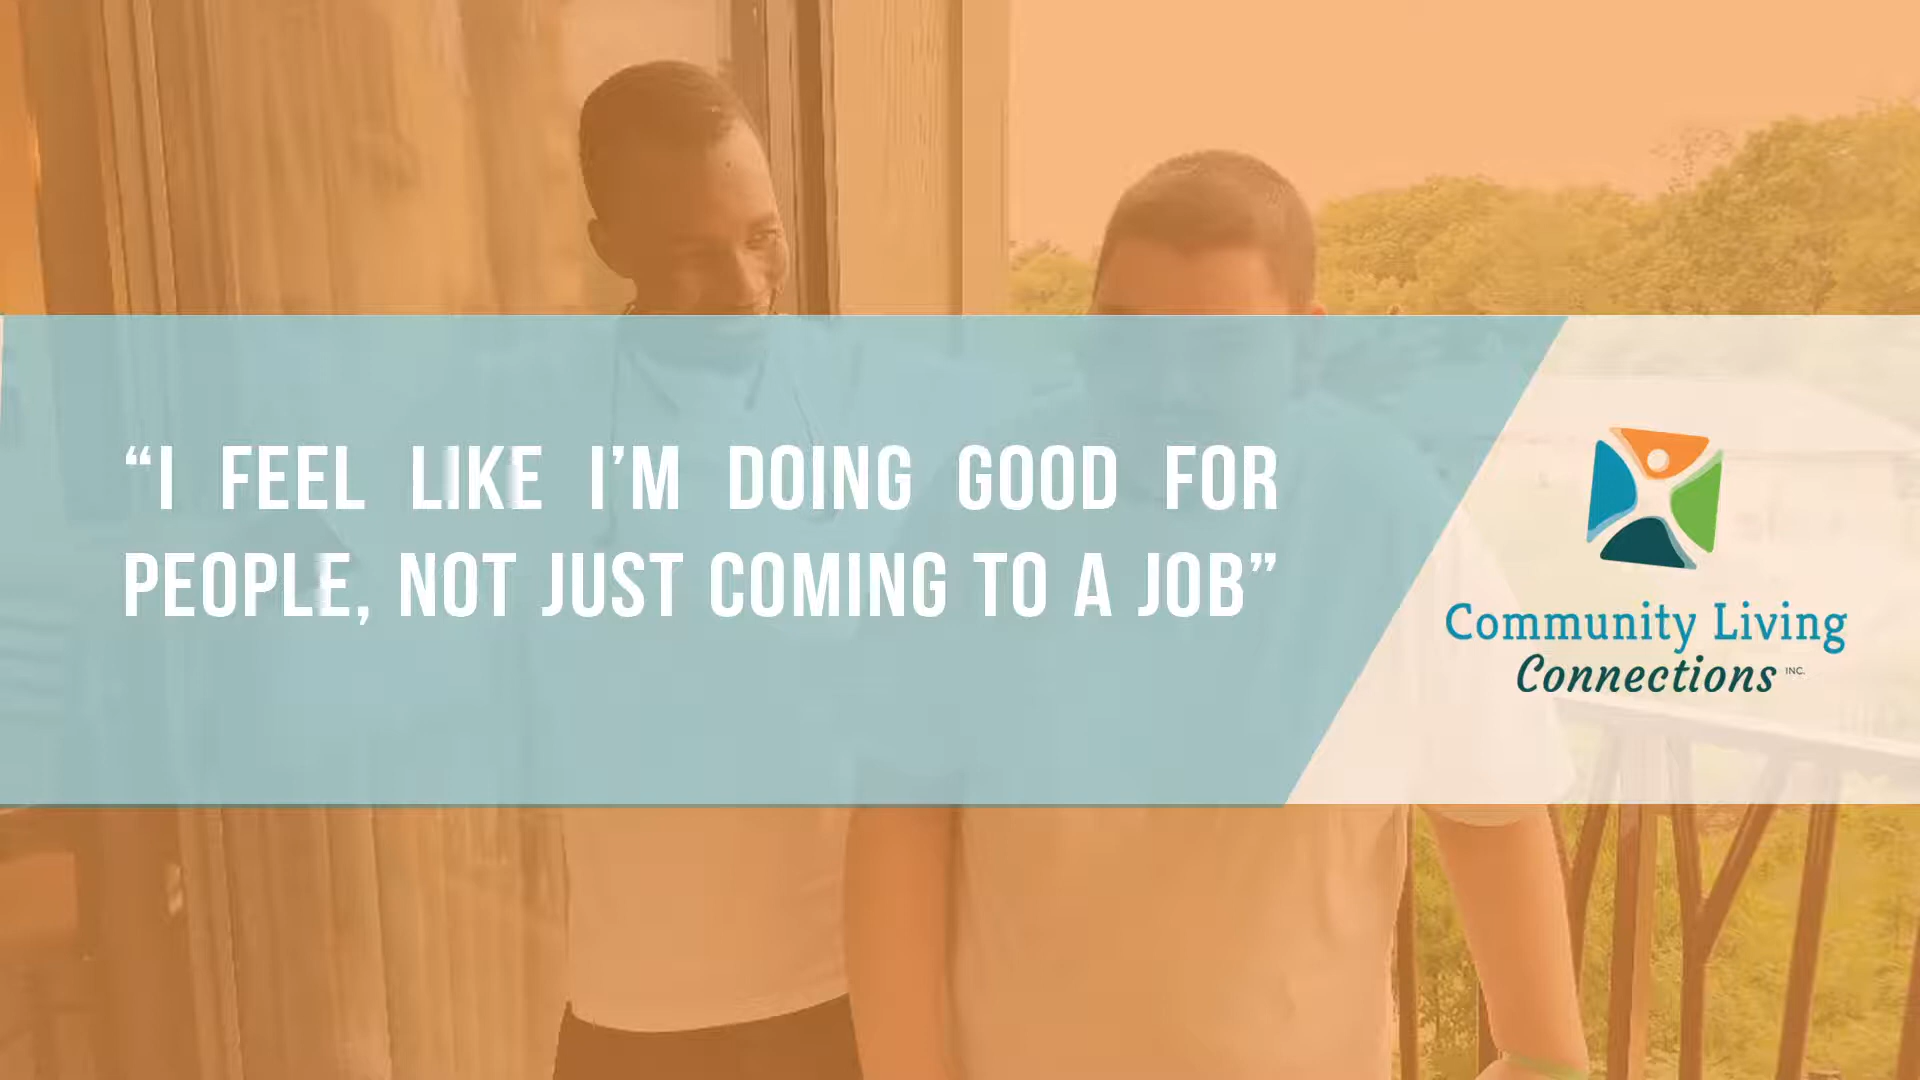 “I FEEL LIKE I’M DOING GOOD FOR
PEOPLE, NOT JUST COMING TO A JOB”
Community Living
Connections INC.